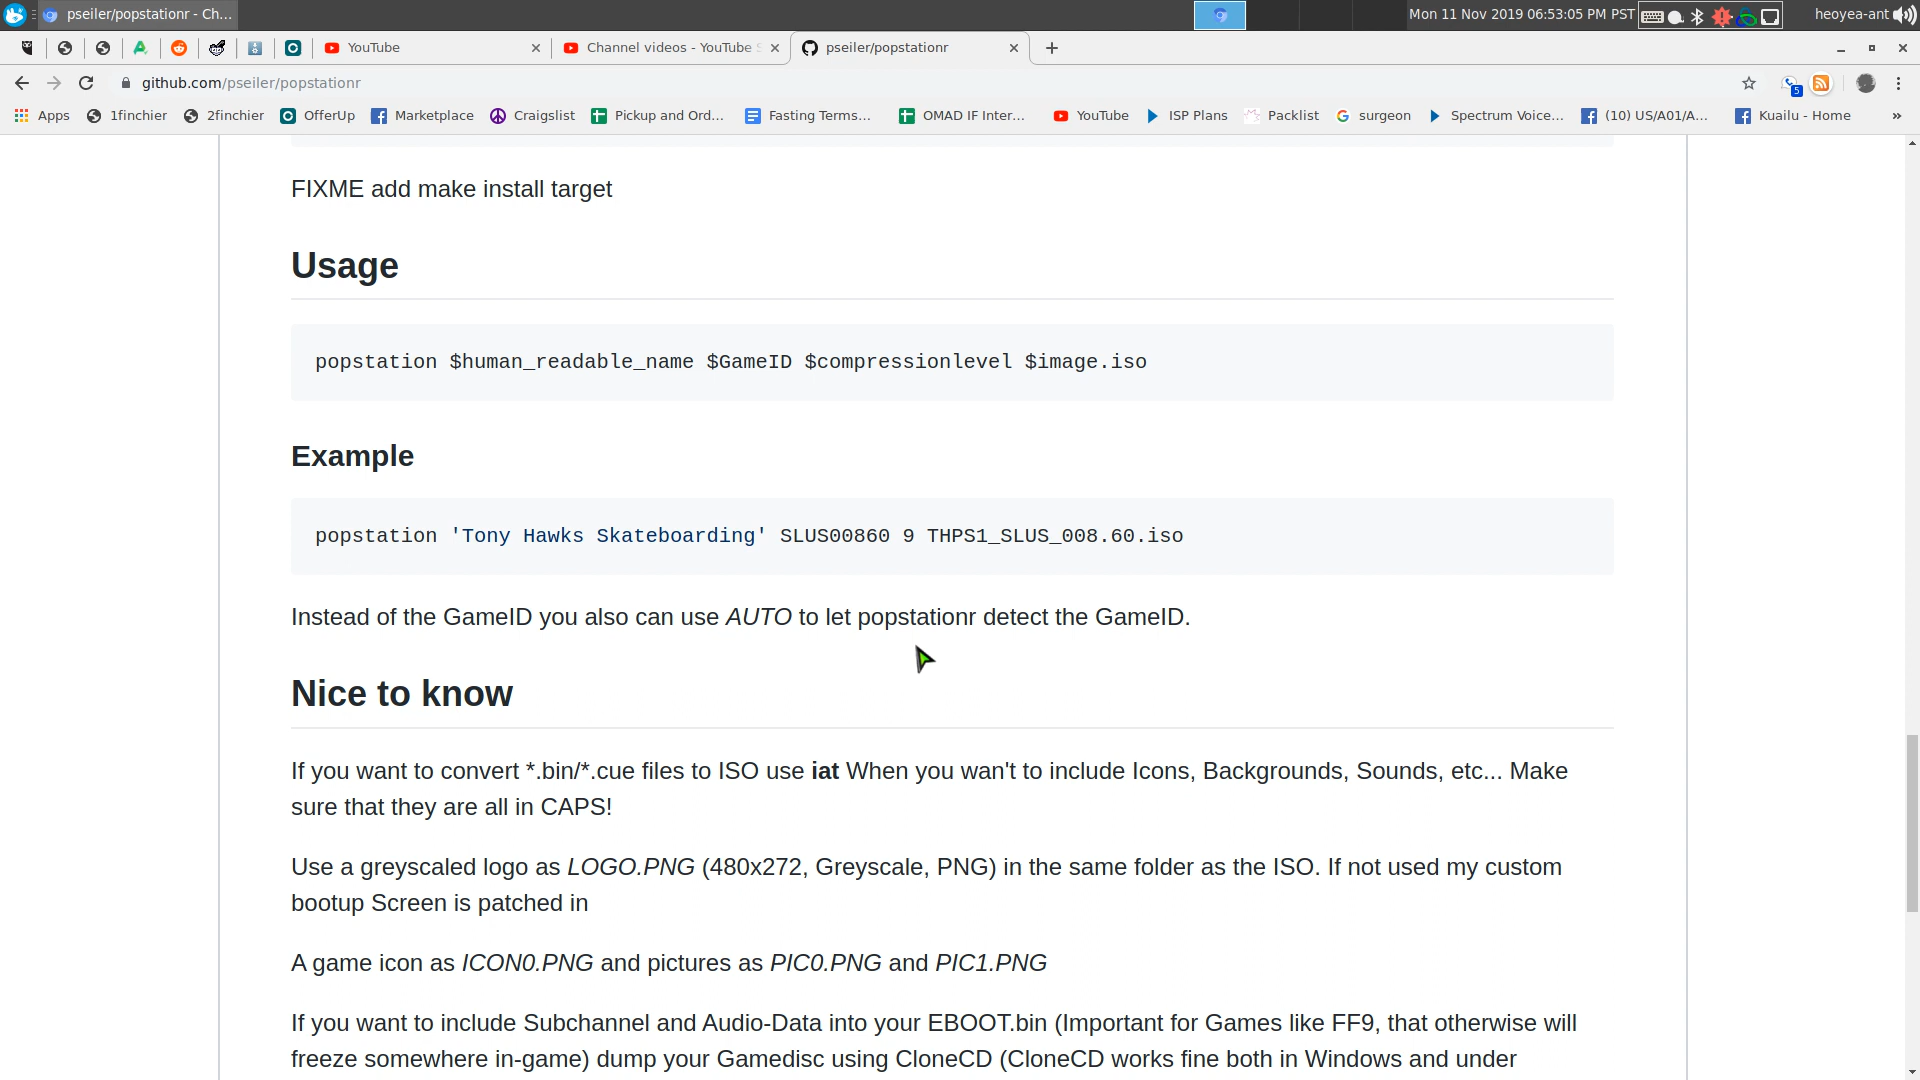 pseiler/popstationr - Ch...
Mon 11 Nov 2019 06:53:05 PM PST
heoyea-ant
YouTube
Channel videos - YouTube
pseiler/popstationr
github.com/pseiler/popstationr
5
Apps
1finchier
2finchier
OfferUp
Marketplace
Craigslist
Pickup and Ord...
Fasting Terms...
OMAD IF Inter...
YouTube
ISP Plans
Packlist
surgeon
Spectrum Voice...
(10) US/A01/A...
Kuailu - Home
»
FIXME add make install target
Usage
popstation $human_readable_name $GameID $compressionlevel $image.iso
Example
popstation 'Tony Hawks Skateboarding' SLUS00860 9 THPS1_SLUS_008.60.iso
Instead of the GameID you also can use AUTO to let popstationr detect the GameID.
Nice to know
If you want to convert *.bin/*.cue files to ISO use iat When you wan't to include Icons, Backgrounds, Sounds, etc... Make
sure that they are all in CAPS!
Use a greyscaled logo as LOGO.PNG (480x272, Greyscale, PNG) in the same folder as the ISO. If not used my custom
bootup Screen is patched in
A game icon as ICON0.PNG and pictures as PIC0.PNG and PIC1.PNG
If you want to include Subchannel and Audio-Data into your EBOOT.bin (Important for Games like FF9, that otherwise will
freeze somewhere in-game) dump your Gamedisc using CloneCD (CloneCD works fine both in Windows and under